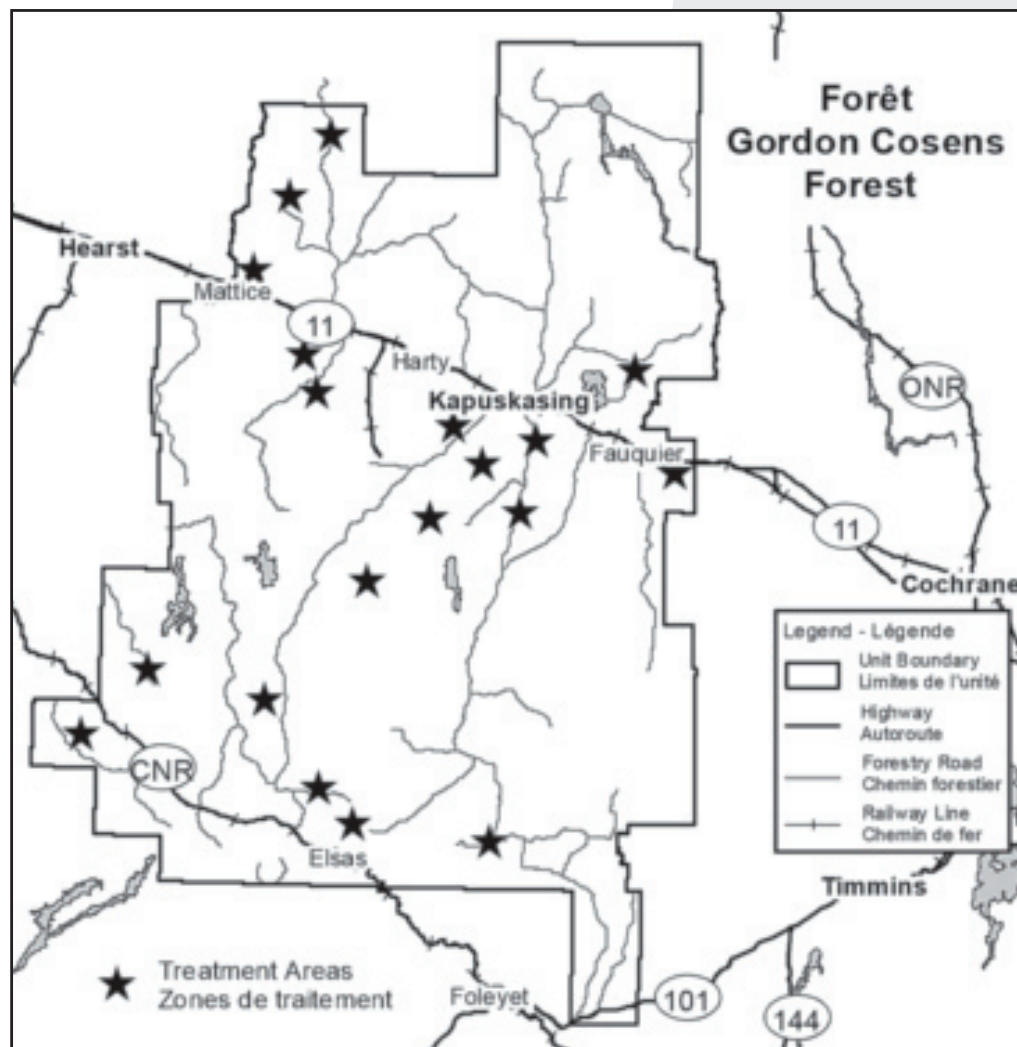 Forêt
Gordon Cosens
Forest
Hearst
Mattice
11
Harty
Kapuskasing
ONR
Fauquier
11
Cochrane
Legend - Légende
Unit Boundary
Limites de l'unité
Highway
Autoroute
Forestry Road
Chemin forestier
Railway Line
Chemin de fer
CNR
Elsas
Timmins
Treatment Areas
Zones de traitement
Foleyet
101
144